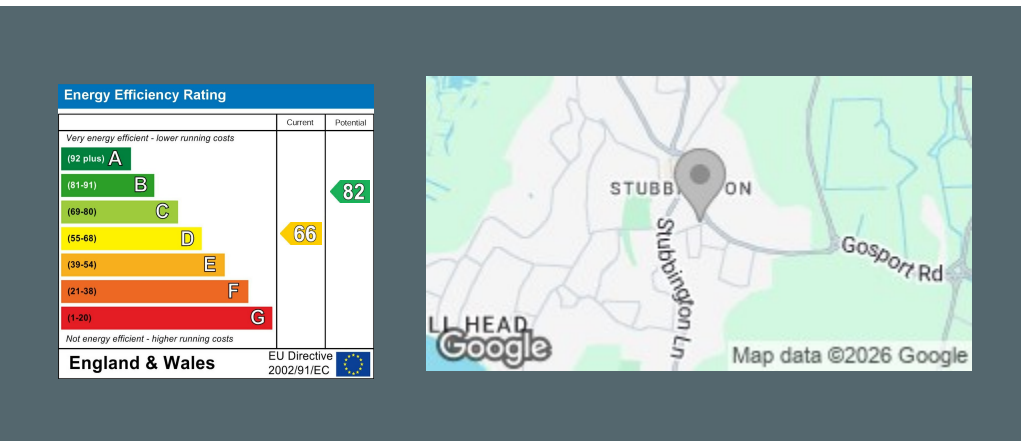 Energy Efficiency Rating
Current Potential
Very energy efficient - lower running costs
(92 plus) A
(81-91) B
82
(69-80) C
(55-68) D
66
(39-54) E
(21-38) F
(1-20) G
Not energy efficient - higher running costs
England & Wales
EU Directive
2002/91/EC
STUBB ON
Stubbington Ln
Gosport Rd
LL HEAD
Google
Map data ©2026 Google